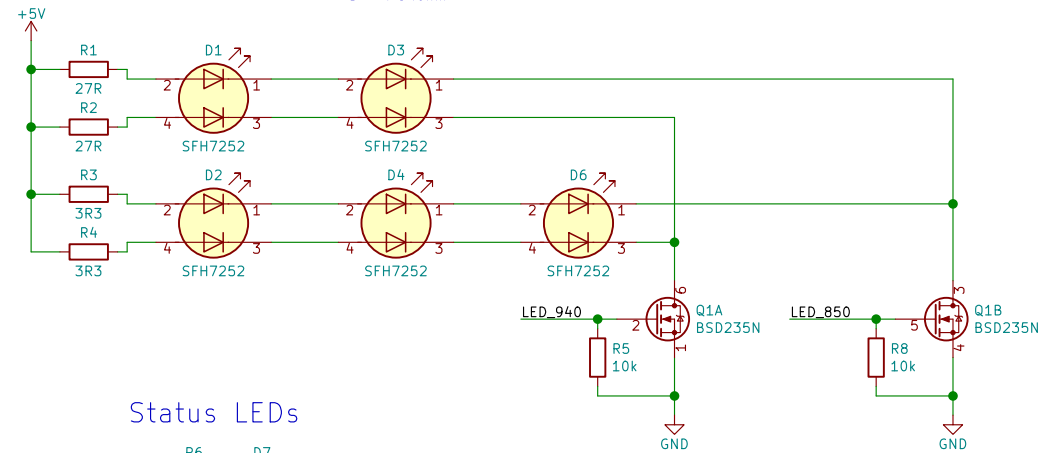 +5V
R1
27R
R2
27R
R3
3R3
R4
3R3
D1
2
1
4
3
SFH7252
D3
2
1
4
3
SFH7252
D2
2
1
4
3
SFH7252
D4
2
1
4
3
SFH7252
D6
2
1
4
3
SFH7252
LED_940
2
6
1
Q1A
BSD235N
R5
10k
GND
LED_850
5
3
4
Q1B
BSD235N
R8
10k
GND
Status LEDs
R6
D7